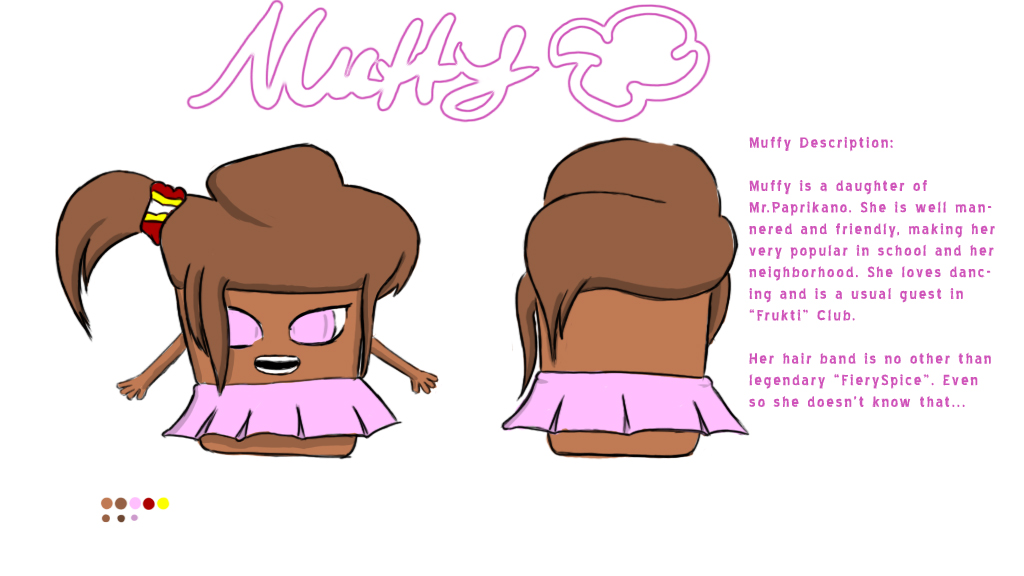 Muffy
Muffy Description:
Muffy is a daughter of
Mr.Paprikano. She is well man-
nered and friendly, making her
very popular in school and her
neighborhood. She loves danc-
ing and is a usual guest in
"Frukti" Club.
Her hair band is no other than
legendary "FierySpice". Even
so she doesn't know that...